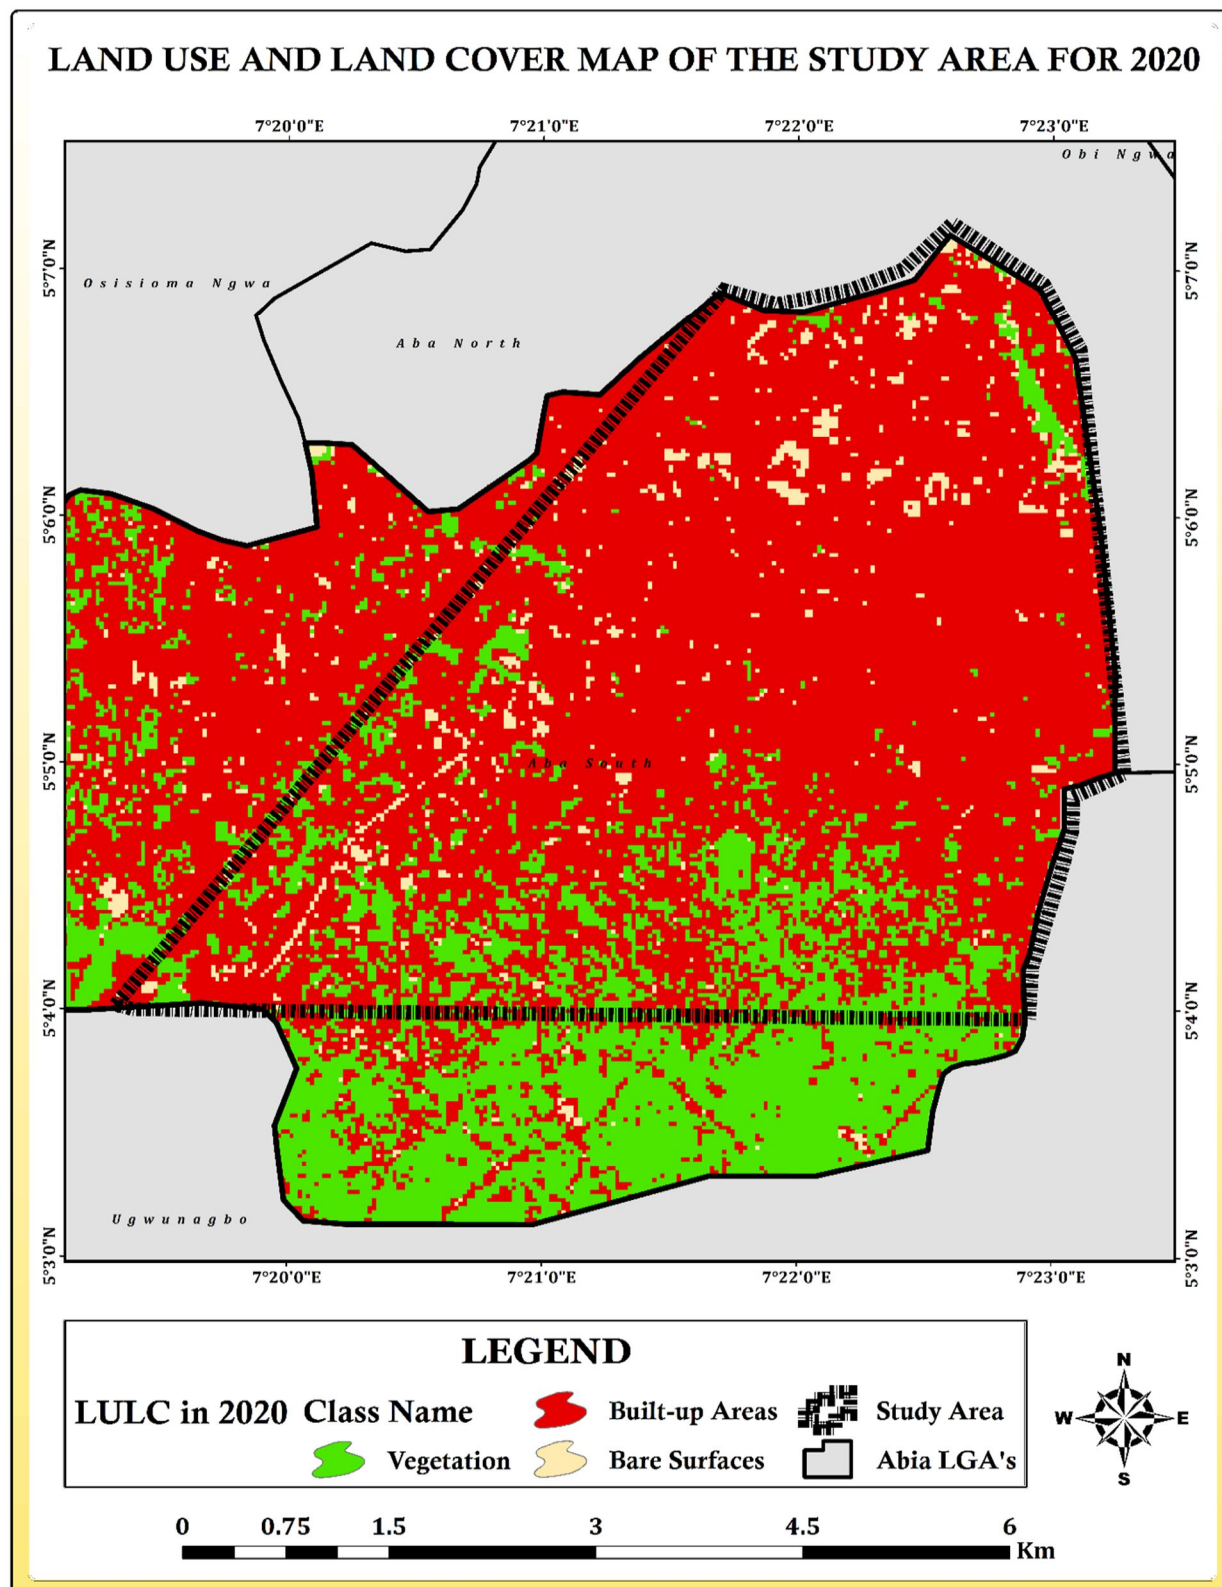 LAND USE AND LAND COVER MAP OF THE STUDY AREA FOR 2020
7°20'0"E 7°21'0"E 7°22'0"E 7°23'0"E
Obi Ngwa
5°7'0"N 5°7'0"N
Osisioma Ngwa
Aba North
5°6'0"N 5°6'0"N
5°5'0"N Aba South 5°5'0"N
5°4'0"N 5°4'0"N
Ugwunagbo
5°3'0"N 5°3'0"N
7°20'0"E 7°21'0"E 7°22'0"E 7°23'0"E
LEGEND
LULC in 2020 Class Name Built-up Areas Study Area
Vegetation Bare Surfaces Abia LGA's
N
W E
S
0 0.75 1.5 3 4.5 6
Km